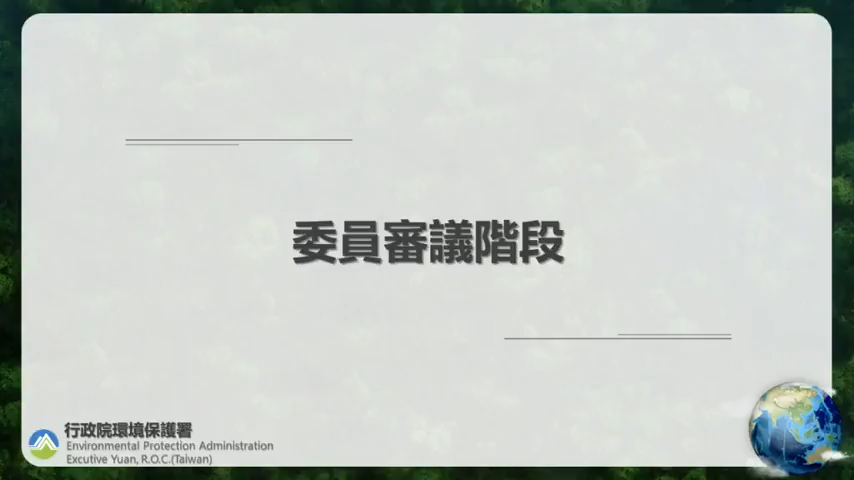 委員審議階段
行政院環境保護署
Environmental Protection Administration
Excutive Yuan, R.O.C.(Taiwan)